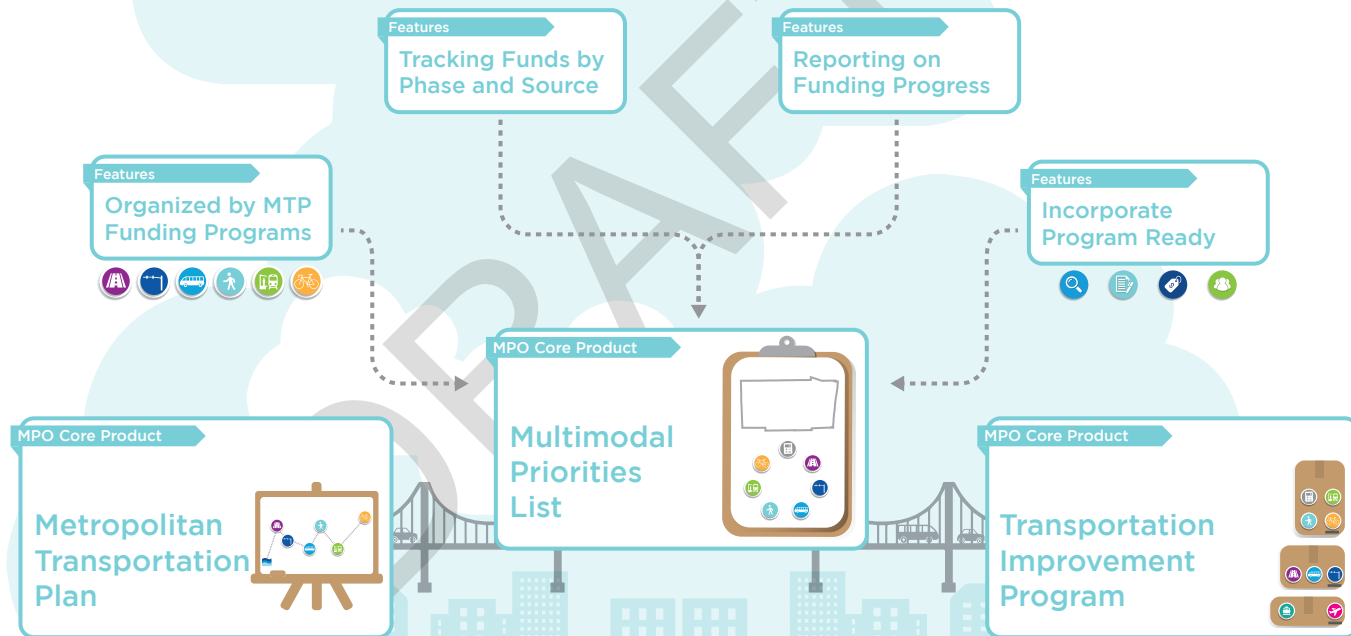 Features
Tracking Funds by
Phase and Source
Features
Reporting on
Funding Progress
Features
Organized by MTP
Funding Programs
Features
Incorporate
Program Ready
MPO Core Product
Multimodal
Priorities
List
MPO Core Product
Metropolitan
Transportation
Plan
MPO Core Product
Transportation
Improvement
Program
DRAFT